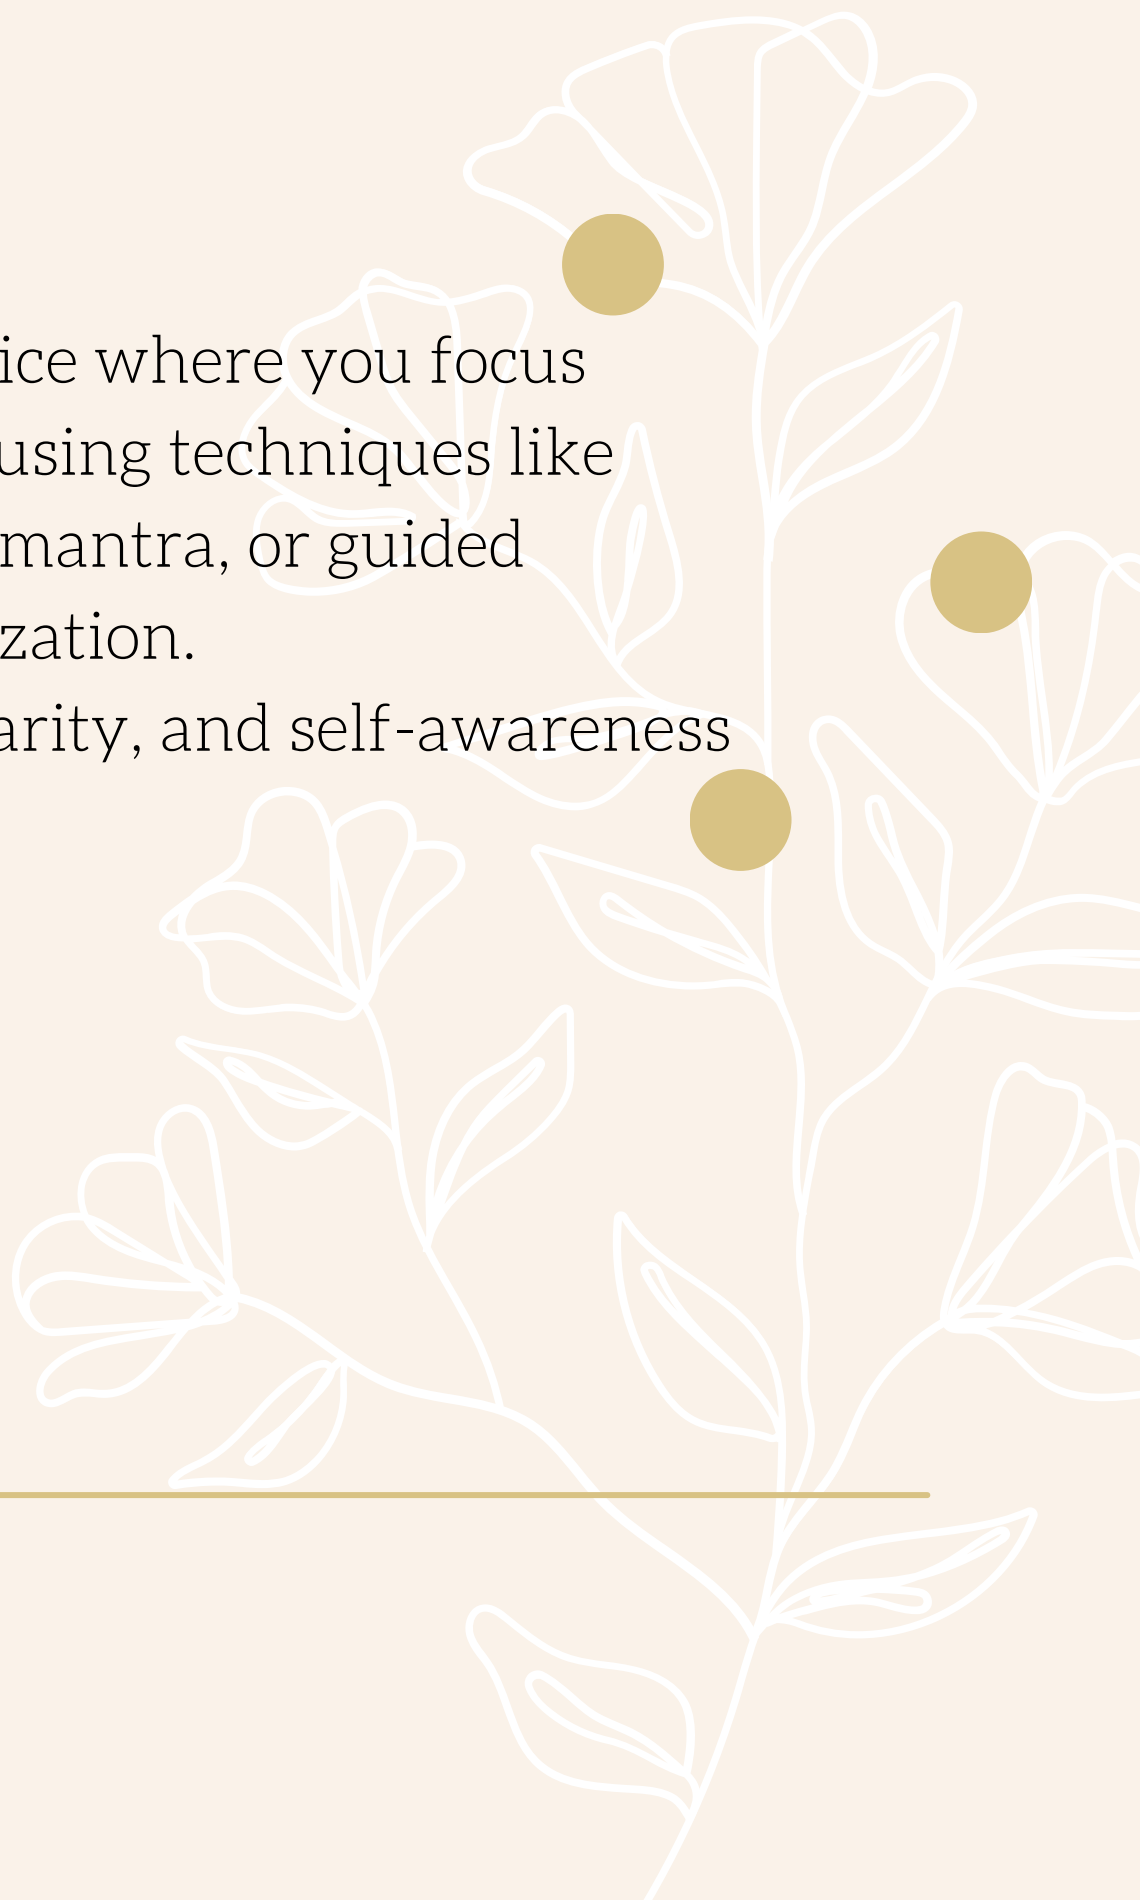 ice where you focus
using techniques like
mantra, or guided
zation.
arity, and self-awareness